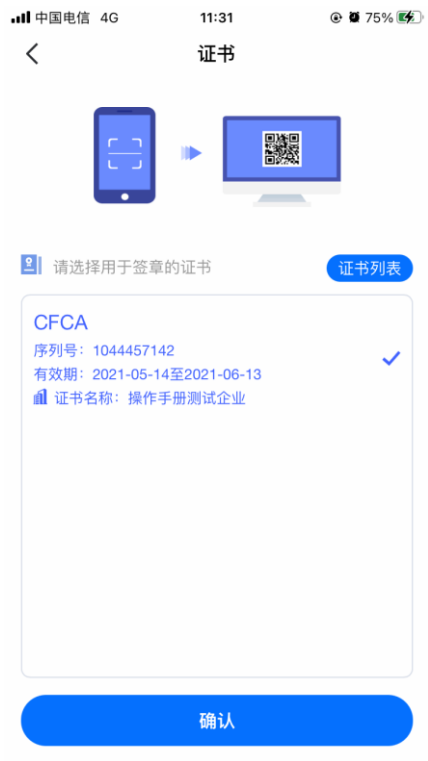 中国电信 4G 11:31 75%
证书
请选择用于签章的证书 证书列表
CFCA
序列号：1044457142
有效期：2021-05-14至2021-06-13
证书名称：操作手册测试企业
确认